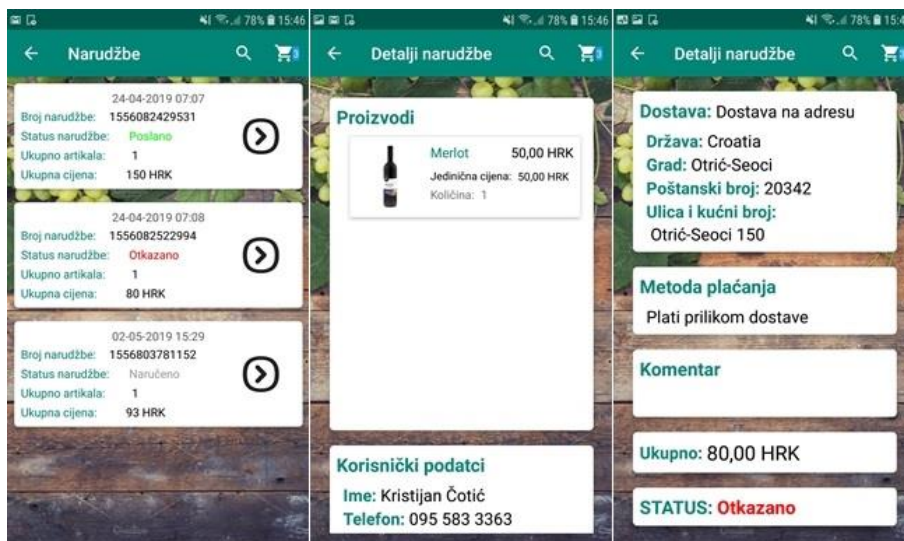 78% 15:46
Narudžbe
3
24-04-2019 07:07
Broj narudžbe: 1556082429531
Status narudžbe: Poslano
Ukupno artikala: 1
Ukupna cijena: 150 HRK
24-04-2019 07:08
Broj narudžbe: 1556082522994
Status narudžbe: Otkazano
Ukupno artikala: 1
Ukupna cijena: 80 HRK
02-05-2019 15:29
Broj narudžbe: 1556803781152
Status narudžbe: Naručeno
Ukupno artikala: 1
Ukupna cijena: 93 HRK
78% 15:46
Detalji narudžbe
3
Proizvodi
Merlot 50,00 HRK
Jedinična cijena: 50,00 HRK
Količina: 1
Korisnički podatci
Ime: Kristijan Čotić
Telefon: 095 583 3363
78% 15:4
Detalji narudžbe
3
Dostava: Dostava na adresu
Država: Croatia
Grad: Otrić-Seoci
Poštanski broj: 20342
Ulica i kućni broj:
Otrić-Seoci 150
Metoda plaćanja
Plati prilikom dostave
Komentar
Ukupno: 80,00 HRK
STATUS: Otkazano